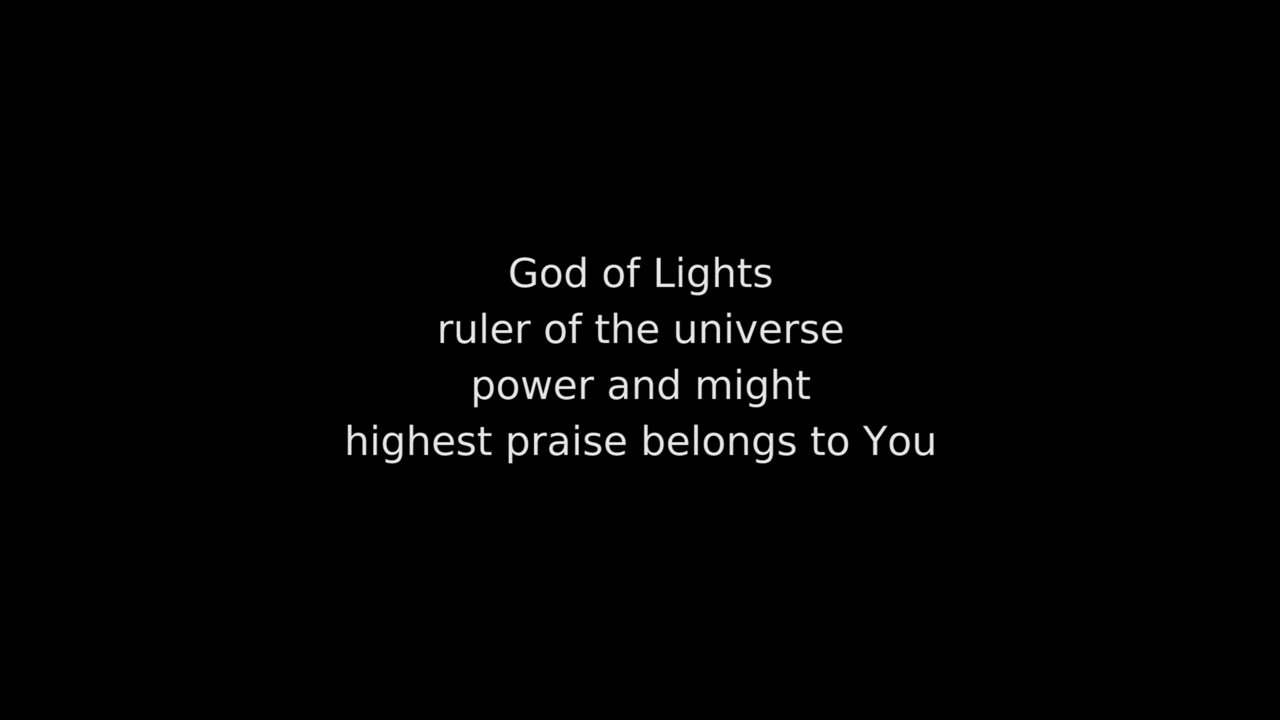 God of Lights
ruler of the universe
power and might
highest praise belongs to You